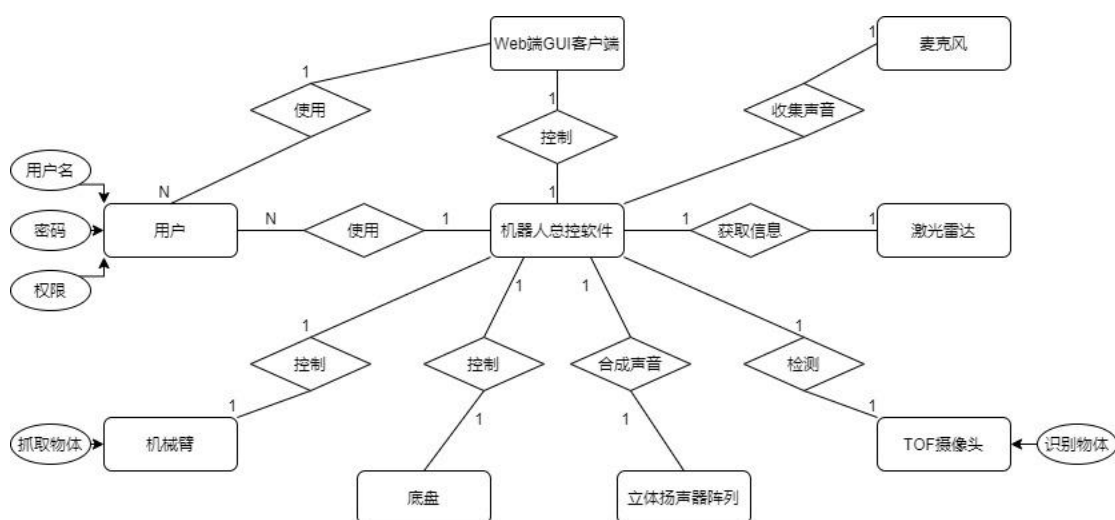 Web端GUI客户端
1
麦克风
1
使用
1
收集声音
控制
1
用户名
N
1
密码
用户
N
使用
1
机器人总控软件
1
获取信息
1
激光雷达
权限
1
1
1
1
控制
控制
合成声音
检测
1
1
1
1
抓取物体
机械臂
TOF摄像头
识别物体
底盘
立体扬声器阵列